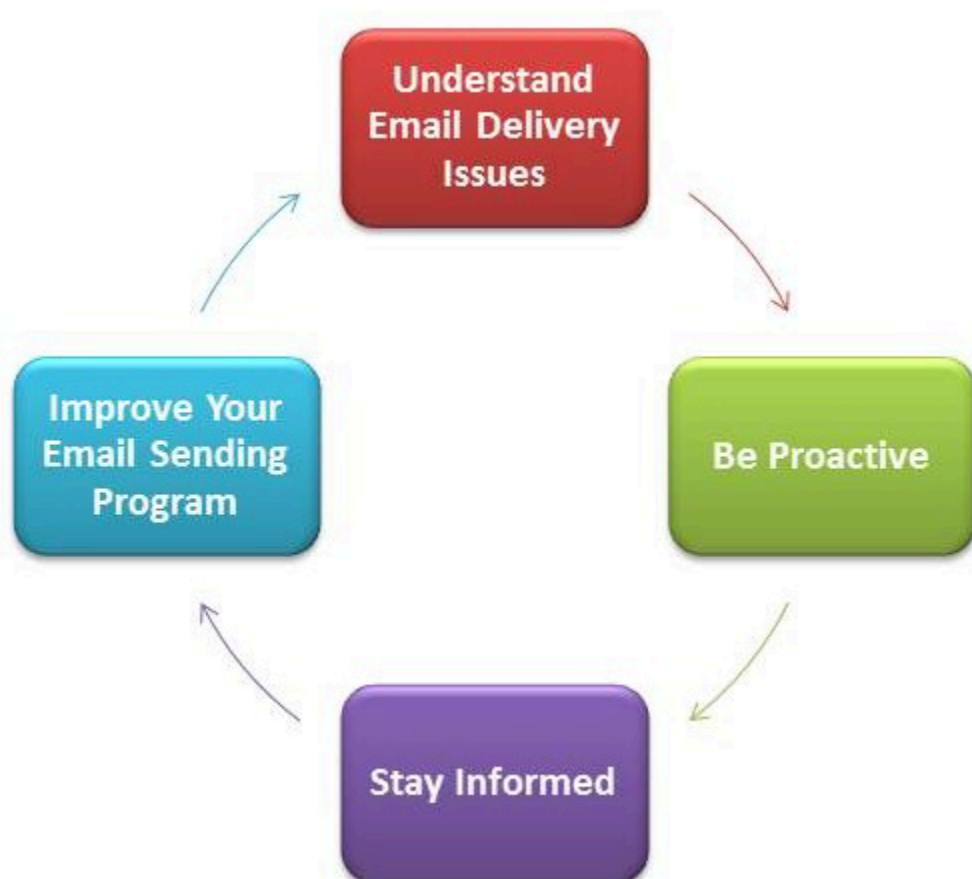 Understand
Email Delivery
Issues
Be Proactive
Stay Informed
Improve Your
Email Sending
Program